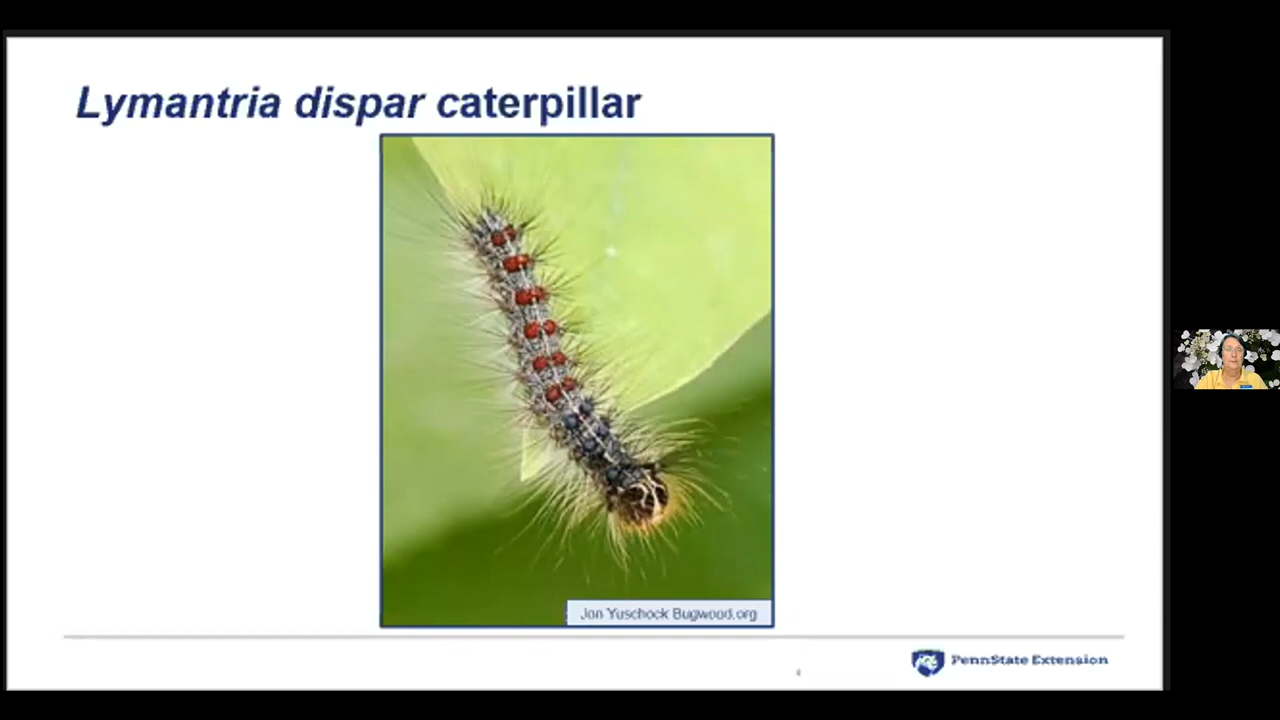 Lymantria dispar caterpillar
Jon Yuschock Bugwood.org
PennState Extension